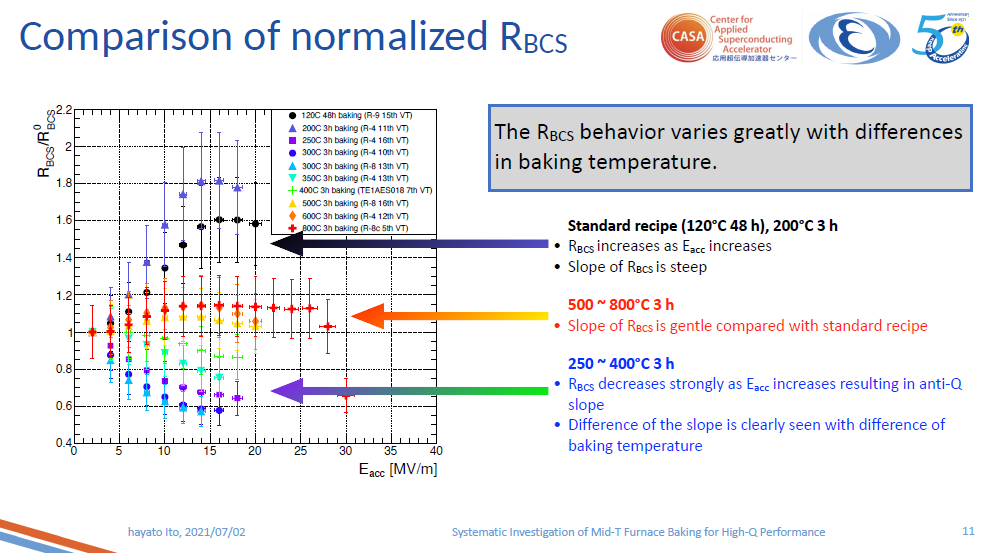 Comparison of normalized RBCS
Center for
Applied
Superconducting
Accelerator
CASA
応用超伝導加速器センター
Anniversary
Since 1971
50th
Accelerator
RBCS/R0BCS
2.2
2
1.8
1.6
1.4
1.2
1
0.8
0.6
0.4
0 5 10 15 20 25 30 35 40
Eacc [MV/m]
120C 48h baking (R-9 15th VT)
200C 3h baking (R-4 11th VT)
250C 3h baking (R-4 16th VT)
300C 3h baking (R-4 10th VT)
300C 3h baking (R-8 13th VT)
350C 3h baking (R-4 13th VT)
400C 3h baking (TE1AES018 7th VT)
500C 3h baking (R-8 16th VT)
600C 3h baking (R-4 12th VT)
800C 3h baking (R-8c 5th VT)
The RBCS behavior varies greatly with differences
in baking temperature.
Standard recipe (120°C 48 h), 200°C 3 h
• RBCS increases as Eacc increases
• Slope of RBCS is steep
500 ~ 800°C 3 h
• Slope of RBCS is gentle compared with standard recipe
250 ~ 400°C 3 h
• RBCS decreases strongly as Eacc increases resulting in anti-Q
slope
• Difference of the slope is clearly seen with difference of
baking temperature
hayato Ito, 2021/07/02
Systematic Investigation of Mid-T Furnace Baking for High-Q Performance
11